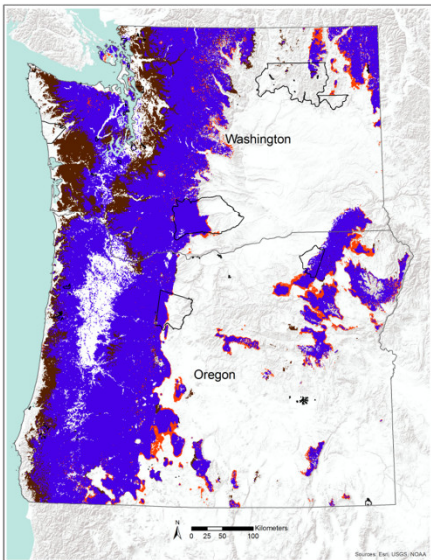 Washington
Oregon
N
0 25 50 100
Kilometers
Sources: Esri, USGS, NOAA